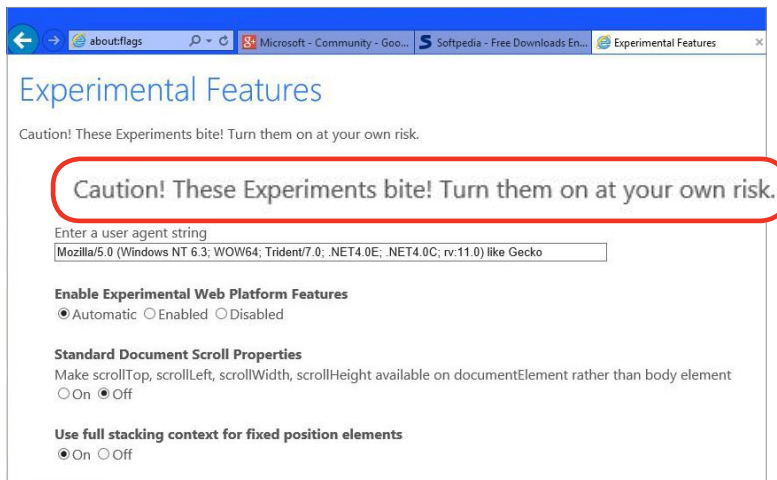 about:flags
Microsoft - Community - Goo...
Softpedia - Free Downloads En...
Experimental Features
Experimental Features
Caution! These Experiments bite! Turn them on at your own risk.
Caution! These Experiments bite! Turn them on at your own risk.
Enter a user agent string
Mozilla/5.0 (Windows NT 6.3; WOW64; Trident/7.0; .NET4.0E; .NET4.0C; rv:11.0) like Gecko
Enable Experimental Web Platform Features
Automatic Enabled Disabled
Standard Document Scroll Properties
Make scrollTop, scrollLeft, scrollWidth, scrollHeight available on documentElement rather than body element
On Off
Use full stacking context for fixed position elements
On Off